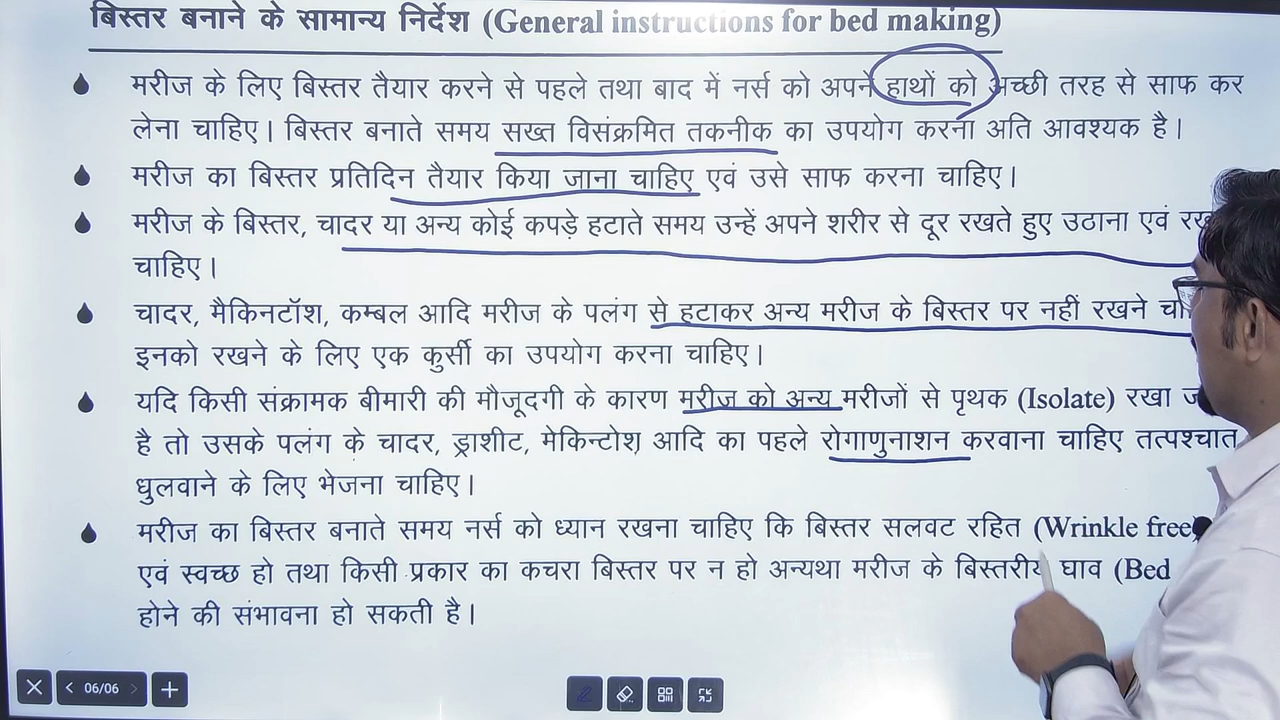 बिस्तर बनाने के सामान्य निर्देश (General instructions for bed making)
मरीज के लिए बिस्तर तैयार करने से पहले तथा बाद में नर्स को अपने हाथों को अच्छी तरह से साफ कर
लेना चाहिए। बिस्तर बनाते समय सख्त विसंक्रमित तकनीक का उपयोग करना अति आवश्यक है।
मरीज का बिस्तर प्रतिदिन तैयार किया जाना चाहिए एवं उसे साफ करना चाहिए।
मरीज के बिस्तर, चादर या अन्य कोई कपड़े हटाते समय उन्हें अपने शरीर से दूर रखते हुए उठाना एवं
चाहिए।
चादर, मैकिनटॉश, कम्बल आदि मरीज के पलंग से हटाकर अन्य मरीज के बिस्तर पर नहीं रखने
इनको रखने के लिए एक कुर्सी का उपयोग करना चाहिए।
यदि किसी संक्रामक बीमारी की मौजूदगी के कारण मरीज को अन्य मरीजों से पृथक (Isolate) रखा
है तो उसके पलंग के चादर, ड्राशीट, मेकिन्टोश आदि का पहले रोगाणुनाशन करवाना चाहिए तत्पश्चात
धुलवाने के लिए भेजना चाहिए।
मरीज का बिस्तर बनाते समय नर्स को ध्यान रखना चाहिए कि बिस्तर सलवट रहित (Wrinkle free)
एवं स्वच्छ हो तथा किसी प्रकार का कचरा बिस्तर पर न हो अन्यथा मरीज के बिस्तरीय घाव (Bed
होने की संभावना हो सकती है।
06/06